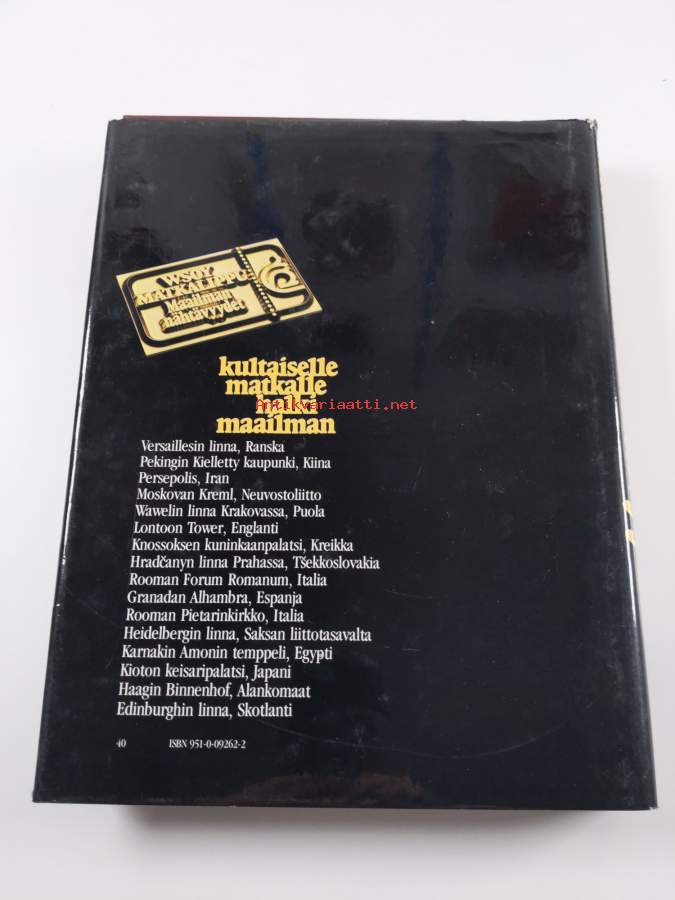 WSOY
MATKALIPPU
Maailman
nähtävyydet
kultaiselle
matkalle
halki
maailman
Antikvariaatti.net
Versaillesin linna, Ranska
Pekingin Kielletty kaupunki, Kiina
Persepolis, Iran
Moskovan Kreml, Neuvostoliitto
Wawelin linna Krakovassa, Puola
Lontoon Tower, Englanti
Knossoksen kuninkaanpalatsi, Kreikka
Hradčanyn linna Prahassa, Tšekkoslovakia
Rooman Forum Romanum, Italia
Granadan Alhambra, Espanja
Rooman Pietarinkirkko, Italia
Heidelbergin linna, Saksan liittotasavalta
Karnakin Amonin temppeli, Egypti
Kioton keisaripalatsi, Japani
Haagin Binnenhof, Alankomaat
Edinburghin linna, Skotlanti
40 ISBN 951-0-09262-2